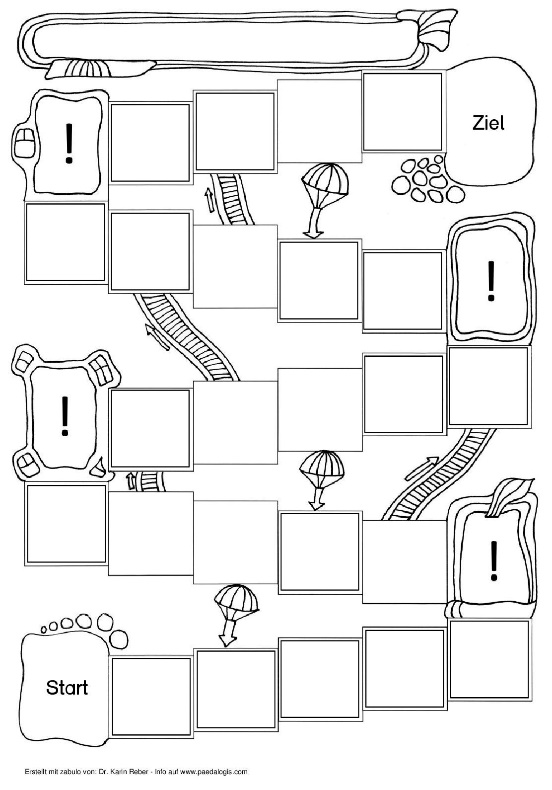 Ziel
!
!
!
!
Start
Erstellt mit zabulo von: Dr. Karin Reber - Info auf www.paedalogis.com